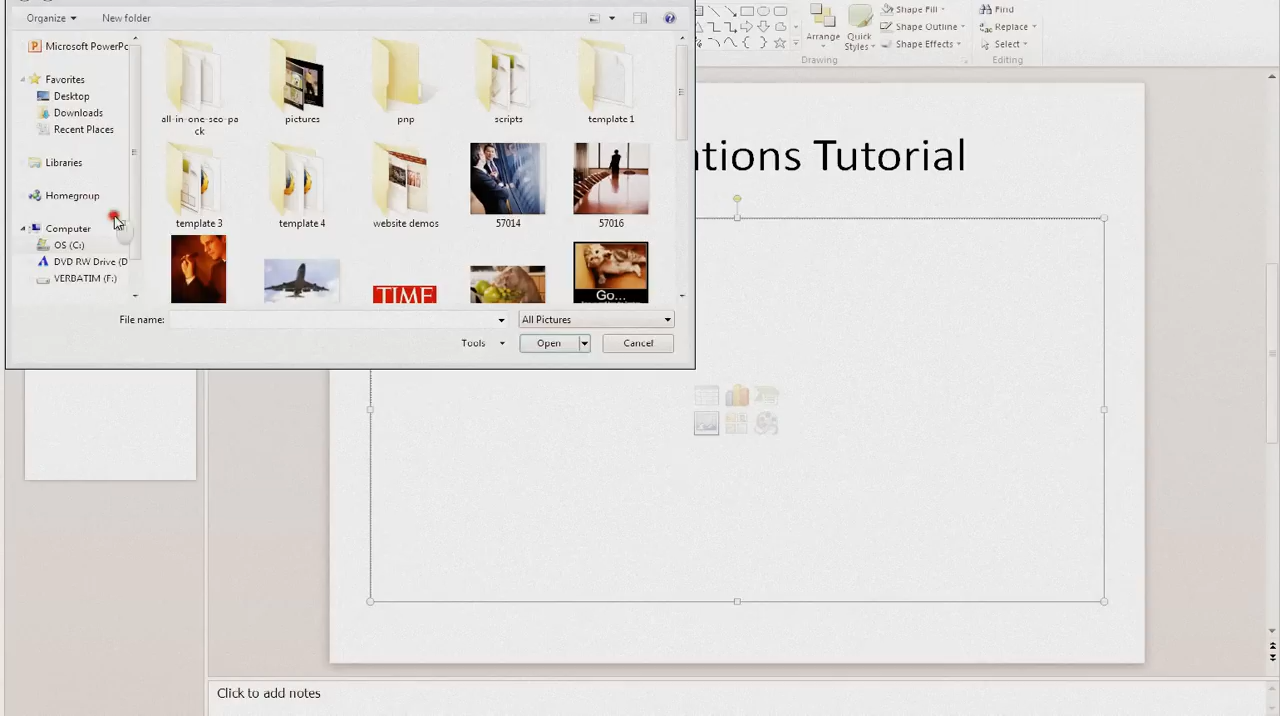 Organize
New folder
Shape Fill
Find
Shape Outline
Replace
Arrange
Quick
Styles
Shape Effects
Select
Drawing
Editing
Microsoft PowerPo
Favorites
Desktop
Downloads
Recent Places
Libraries
Homegroup
Computer
OS (C:)
DVD RW Drive (D
VERBATIM (F:)
all-in-one-seo-pa
ck
pictures
pnp
scripts
template 1
template 3
template 4
website demos
57014
57016
TIME
Go...
File name:
All Pictures
Tools
Open
Cancel
tions Tutorial
Click to add notes